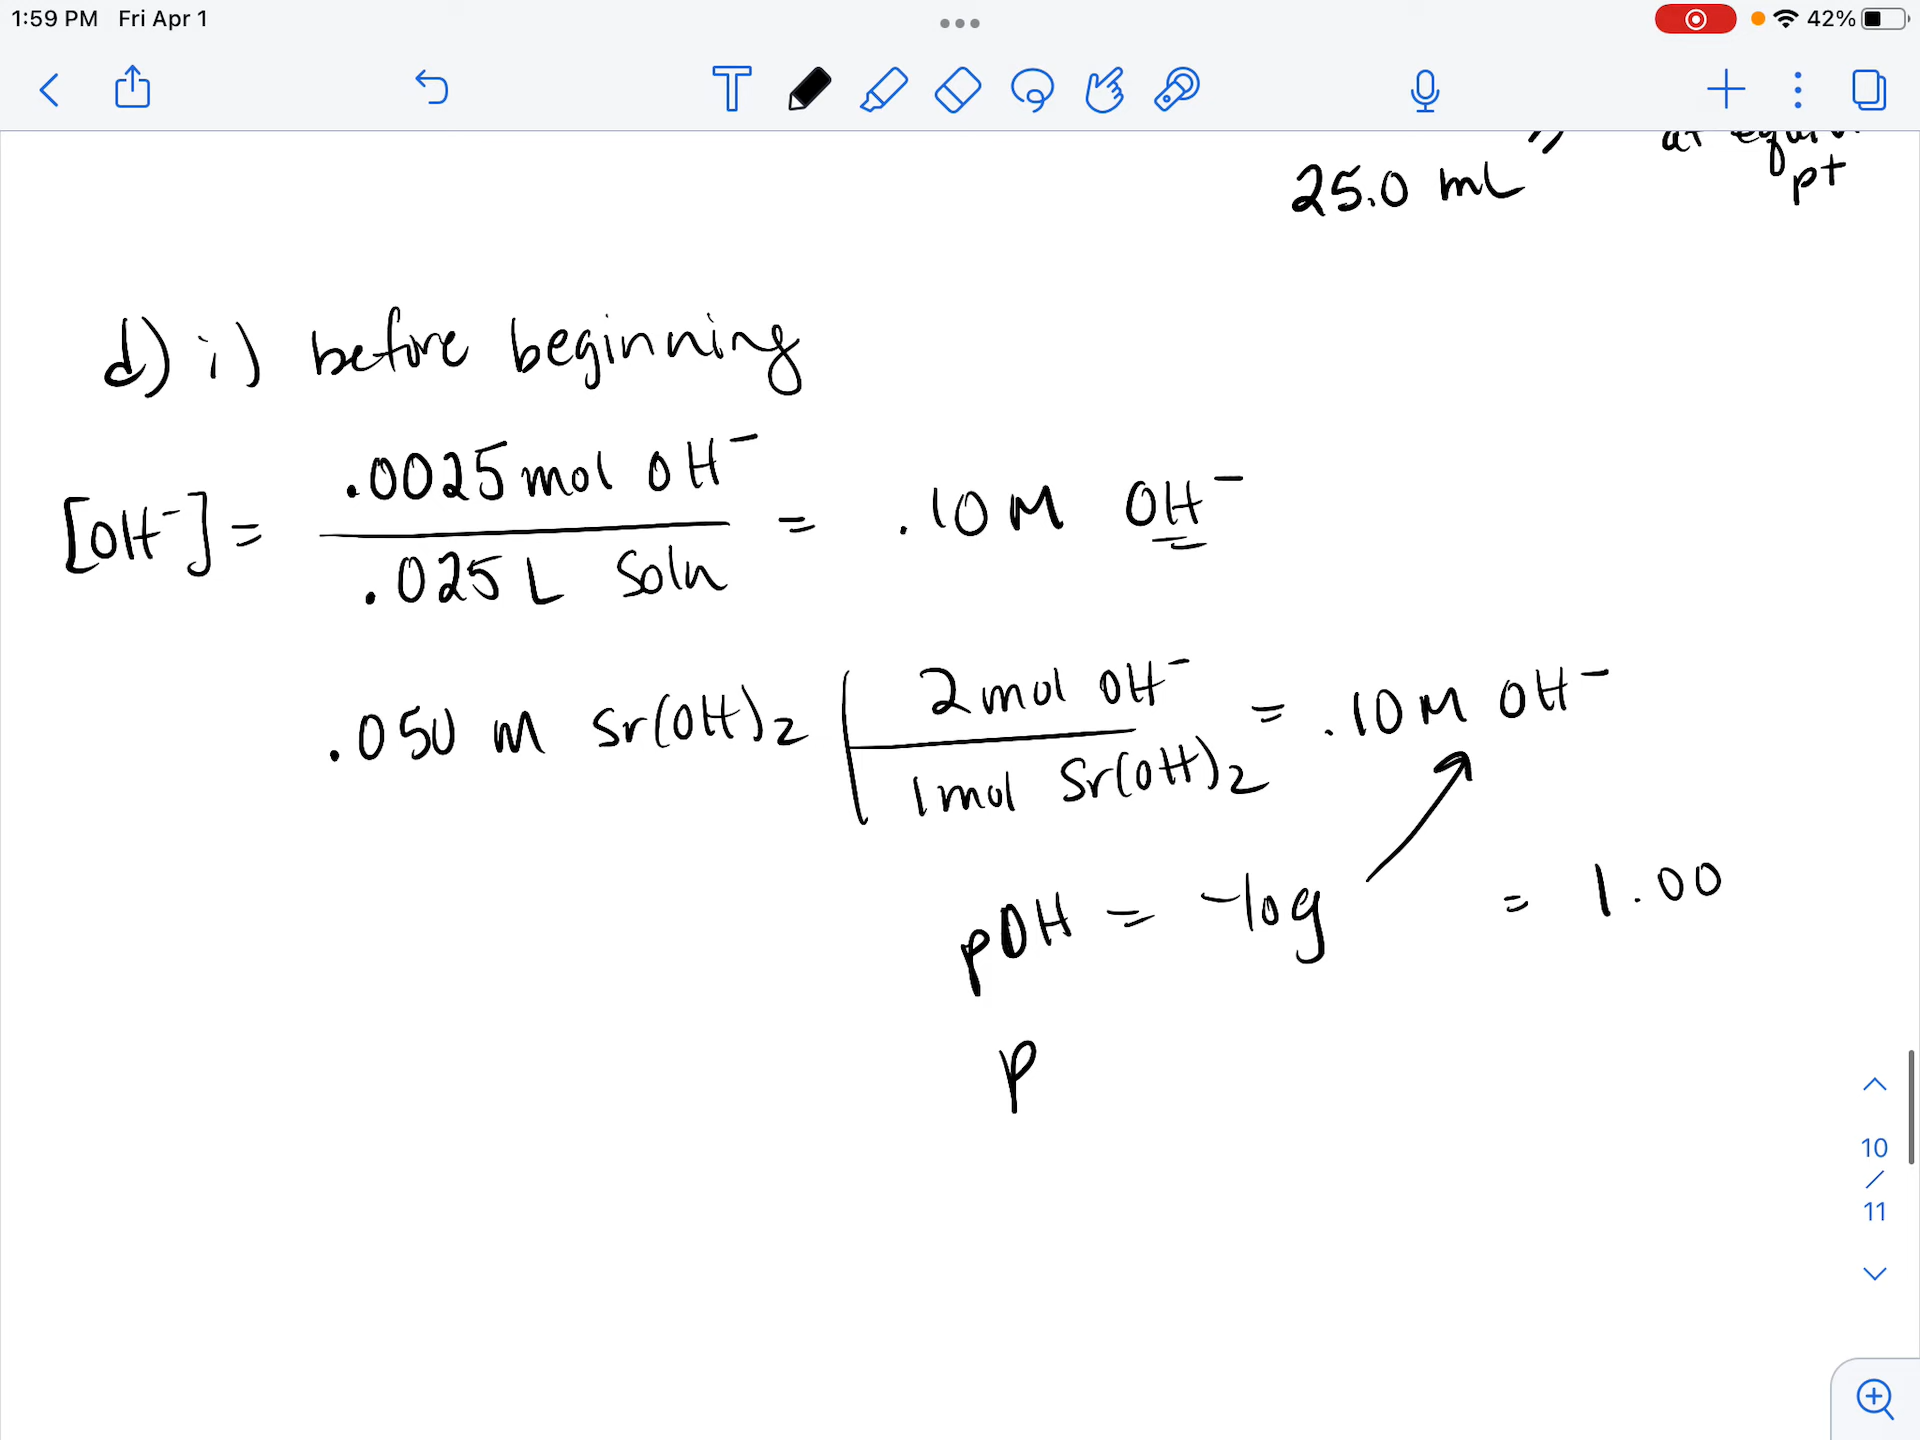 1:59 PM Fri Apr 1
42%
T
25.0 mL
pt
d) i) before beginning
[OH⁻] = .0025 mol OH⁻
.025 L soln
= .10 M OH⁻
.050 M Sr(OH)₂ | 2 mol OH⁻
1 mol Sr(OH)₂
= .10 M OH⁻
pOH = -log = 1.00
p
10
/
11